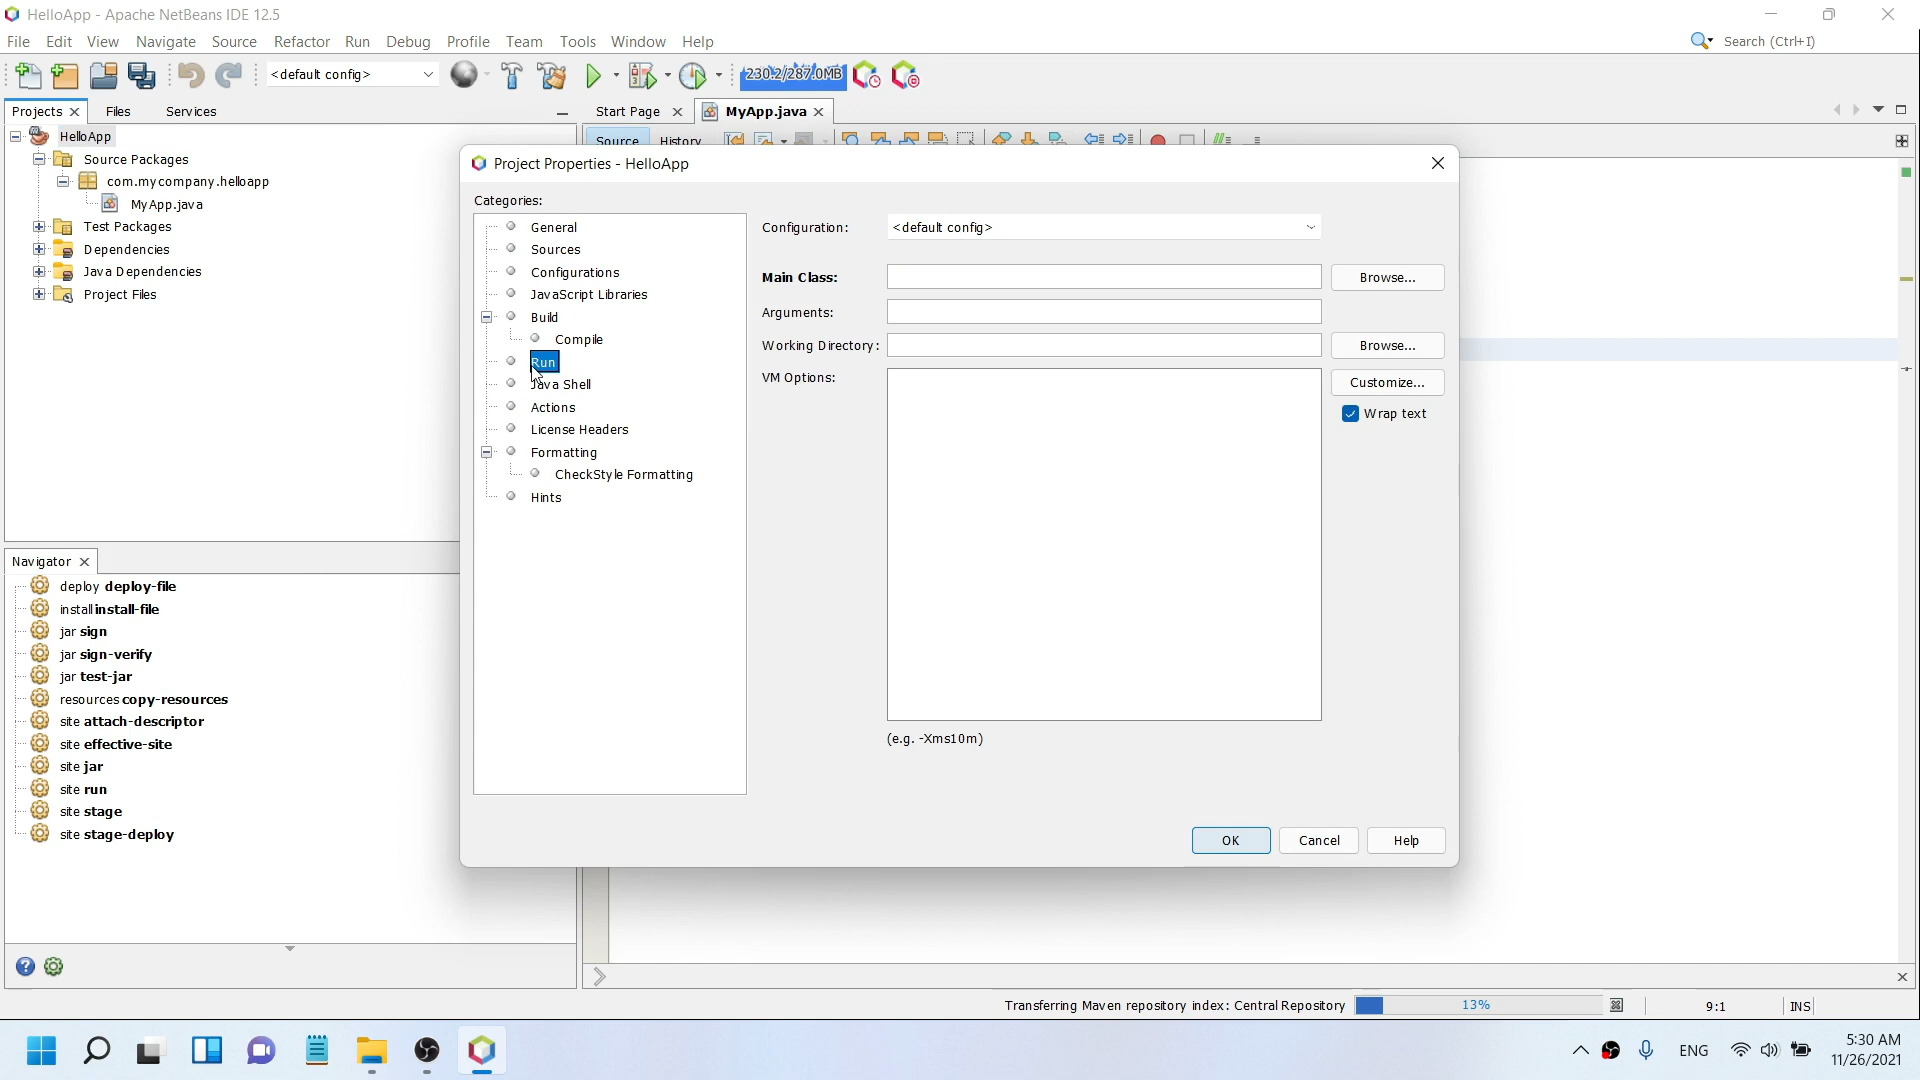 HelloApp - Apache NetBeans IDE 12.5
File Edit View Navigate Source Refactor Run Debug Profile Team Tools Window Help
Search (Ctrl+I)
<default config>
230.2/287.0MB
Projects Files Services
Start Page MyApp.java
HelloApp
Source Packages
com.mycompany.helloapp
MyApp.java
Test Packages
Dependencies
Java Dependencies
Project Files
Source History
Project Properties - HelloApp
Categories:
General
Sources
Configurations
JavaScript Libraries
Build
Compile
Run
Java Shell
Actions
License Headers
Formatting
CheckStyle Formatting
Hints
Configuration: <default config>
Main Class: Browse...
Arguments:
Working Directory: Browse...
VM Options: Customize...
Wrap text
(e.g. -Xms10m)
OK Cancel Help
Navigator
deploy deploy-file
install install-file
jar sign
jar sign-verify
jar test-jar
resources copy-resources
site attach-descriptor
site effective-site
site jar
site run
site stage
site stage-deploy
Transferring Maven repository index: Central Repository 13% 9:1 INS
ENG
5:30 AM
11/26/2021